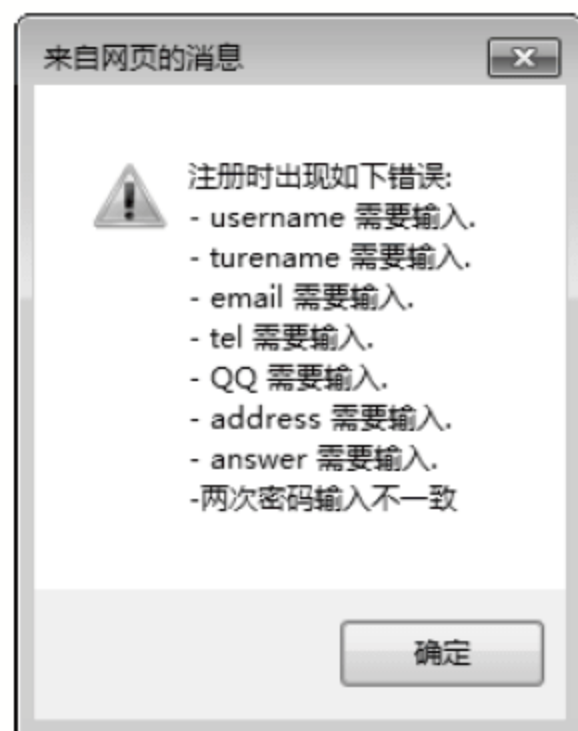 来自网页的消息
注册时出现如下错误:
- username 需要输入.
- turename 需要输入.
- email 需要输入.
- tel 需要输入.
- QQ 需要输入.
- address 需要输入.
- answer 需要输入.
-两次密码输入不一致
确定